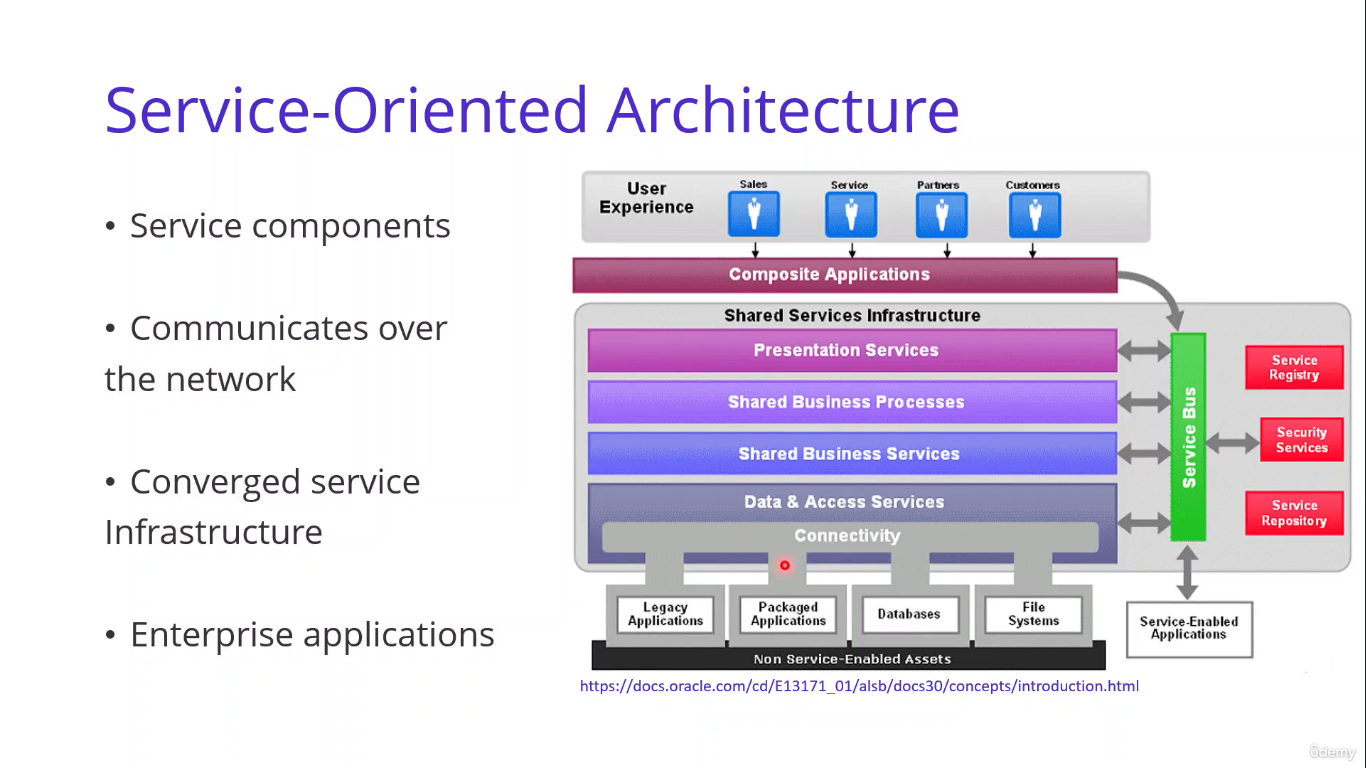 Service-Oriented Architecture
• Service components
• Communicates over
the network
• Converged service
Infrastructure
• Enterprise applications
User
Experience
Sales
Service
Partners
Customers
Composite Applications
Shared Services Infrastructure
Presentation Services
Shared Business Processes
Shared Business Services
Data & Access Services
Connectivity
Service Bus
Service
Registry
Security
Services
Service
Repository
Legacy
Applications
Packaged
Applications
Databases
File
Systems
Service-Enabled
Applications
Non Service-Enabled Assets
https://docs.oracle.com/cd/E13171_01/alsb/docs30/concepts/introduction.html
ûdemy